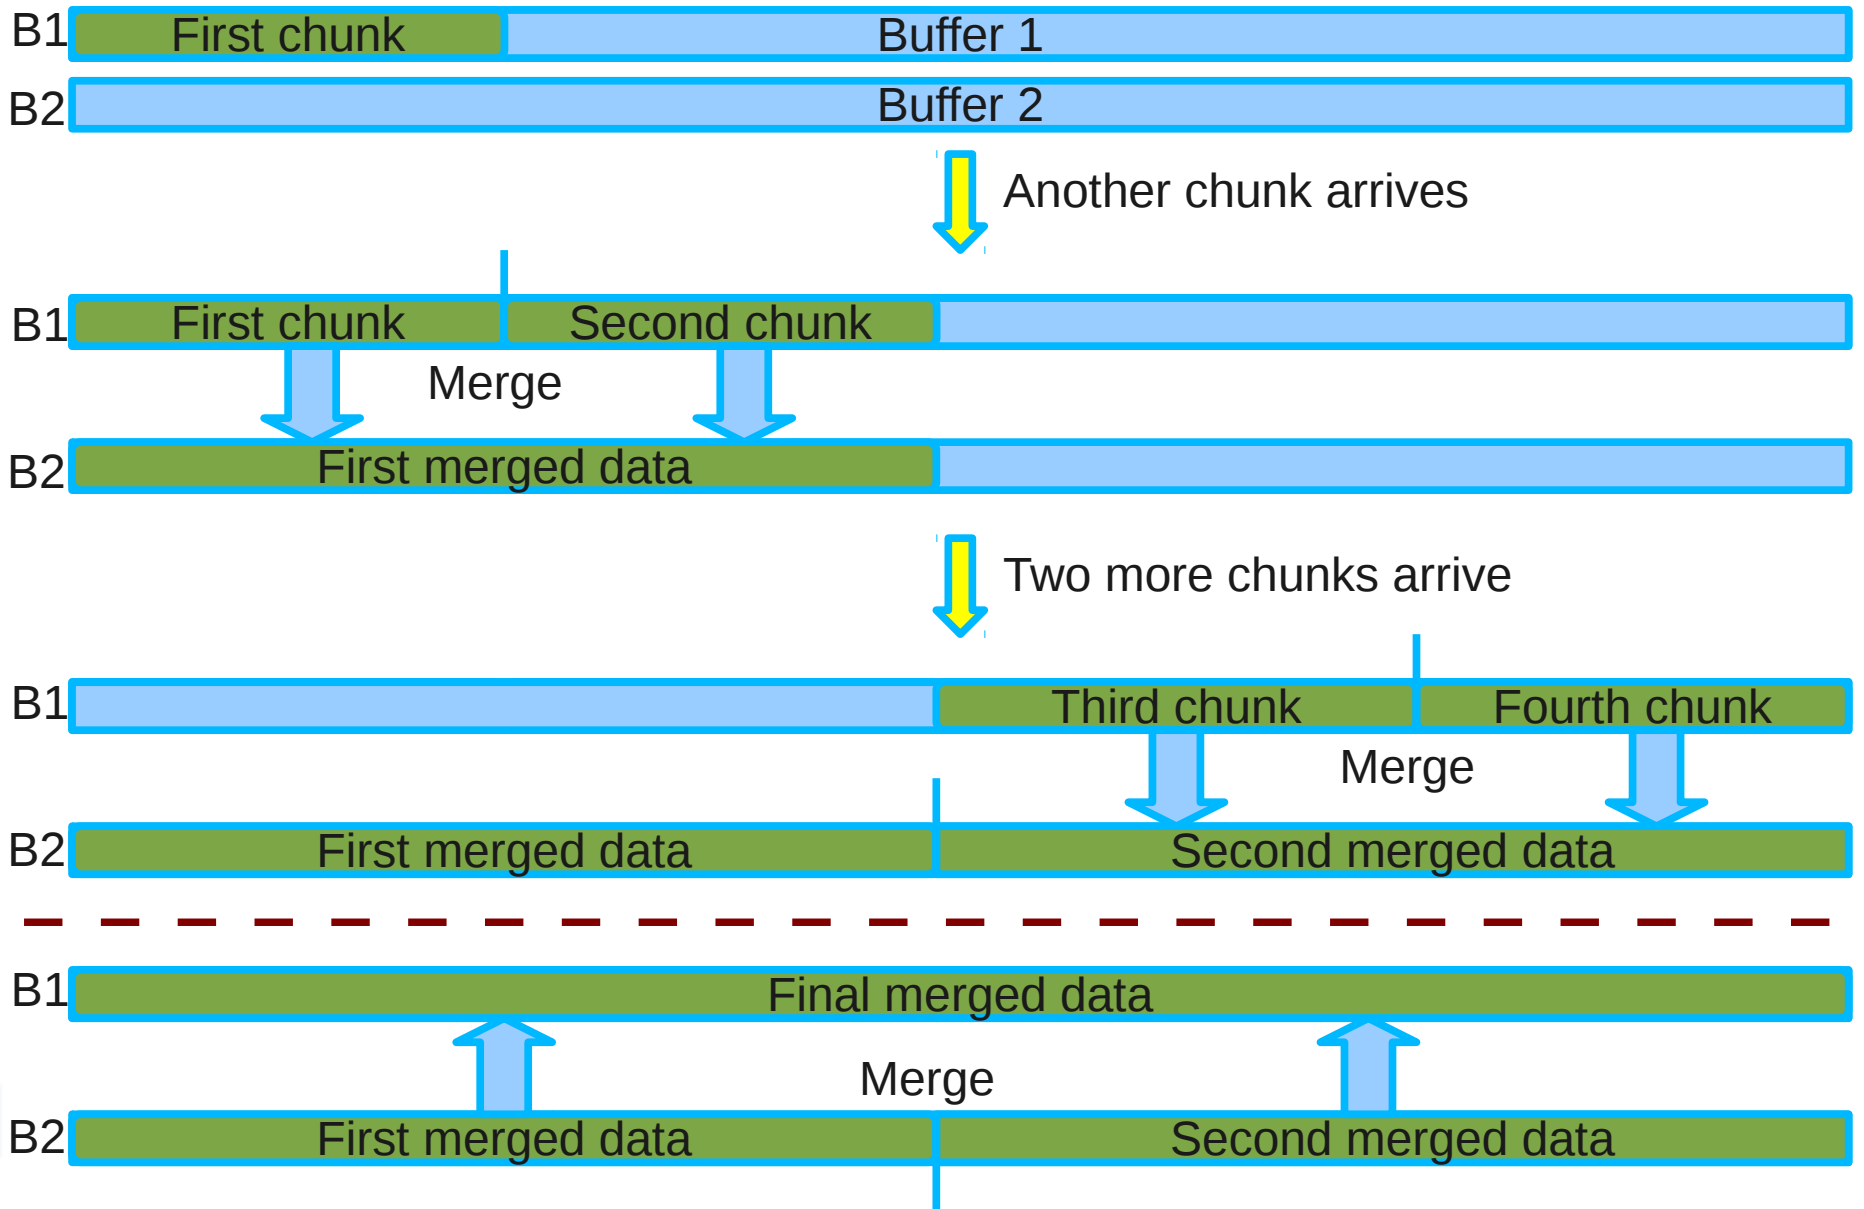 B1 First chunk Buffer 1
B2 Buffer 2
Another chunk arrives
B1 First chunk Second chunk
Merge
B2 First merged data
Two more chunks arrive
B1 Third chunk Fourth chunk
Merge
B2 First merged data Second merged data
B1 Final merged data
Merge
B2 First merged data Second merged data